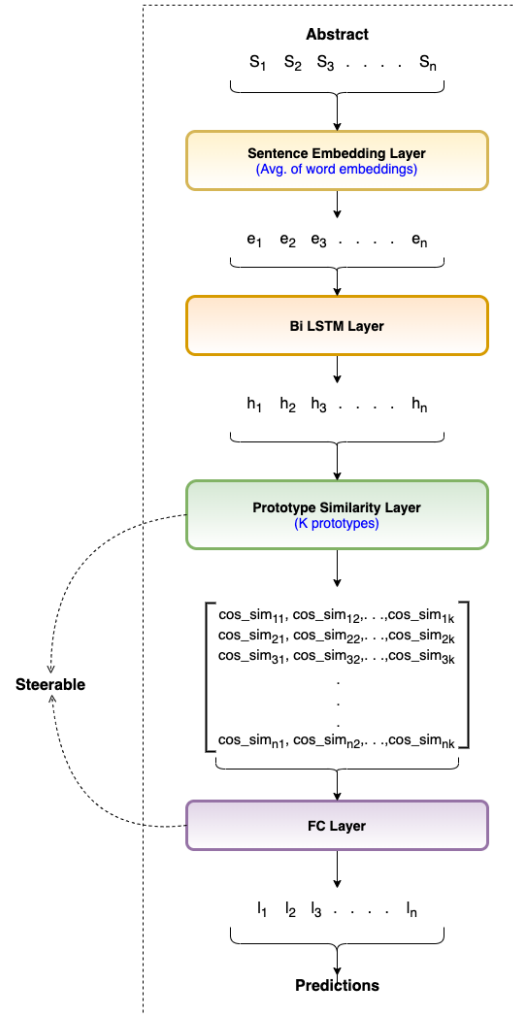 Abstract
S1 S2 S3 . . . . Sn
Sentence Embedding Layer
(Avg. of word embeddings)
e1 e2 e3 . . . . en
Bi LSTM Layer
h1 h2 h3 . . . . hn
Prototype Similarity Layer
(K prototypes)
cos_sim11, cos_sim12,. . .,cos_sim1k
cos_sim21, cos_sim22,. . .,cos_sim2k
cos_sim31, cos_sim32,. . .,cos_sim3k
.
.
.
cos_simn1, cos_simn2,. . .,cos_simnk
Steerable
FC Layer
l1 l2 l3 . . . . ln
Predictions